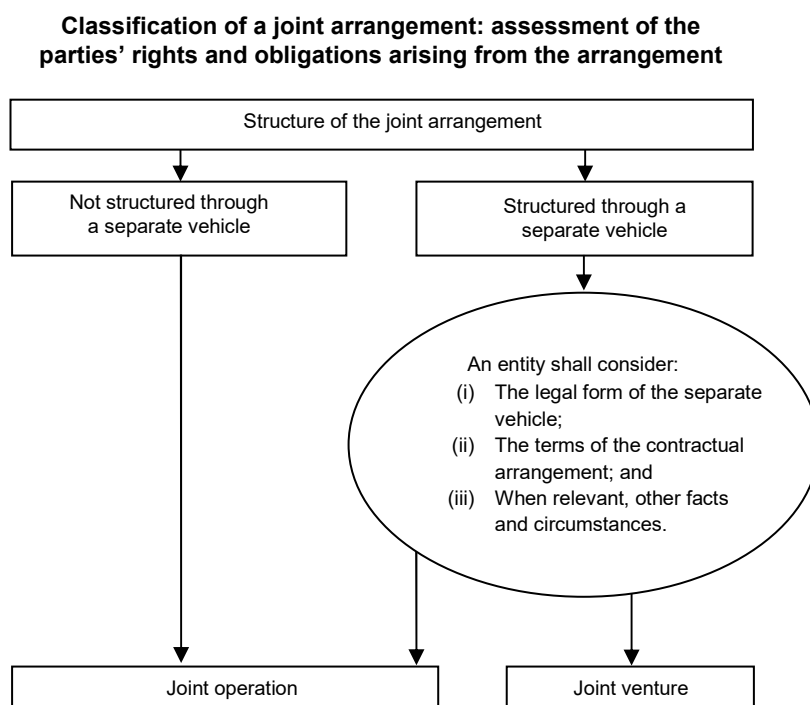 Classification of a joint arrangement: assessment of the
parties’ rights and obligations arising from the arrangement
Structure of the joint arrangement
Not structured through
a separate vehicle
Structured through a
separate vehicle
An entity shall consider:
(i) The legal form of the separate
vehicle;
(ii) The terms of the contractual
arrangement; and
(iii) When relevant, other facts
and circumstances.
Joint operation
Joint venture